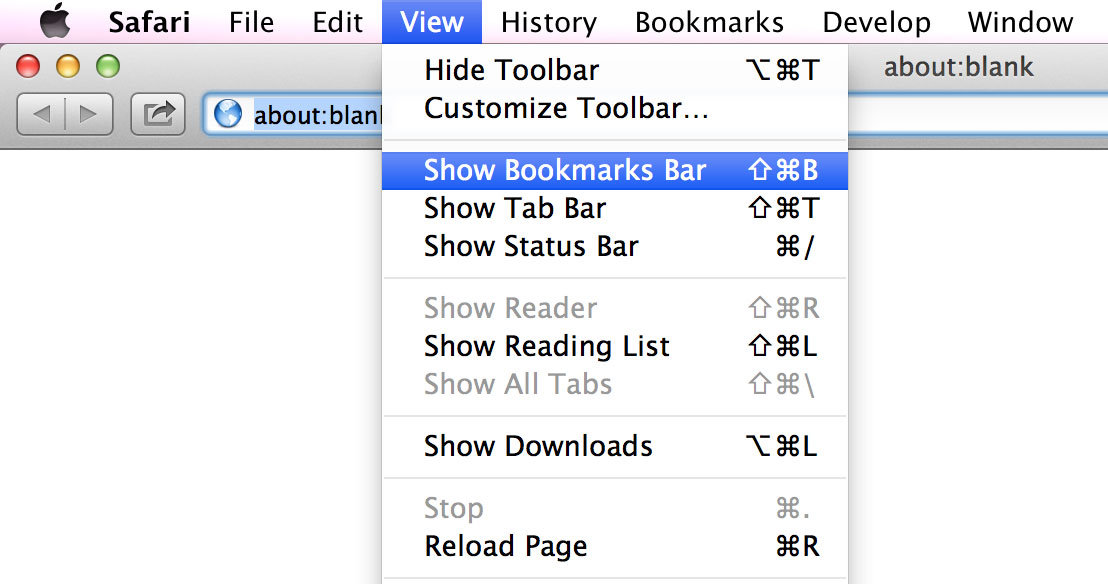 Safari File Edit View History Bookmarks Develop Window
about:blank
about:blank
Hide Toolbar ⌥⌘T
Customize Toolbar…
Show Bookmarks Bar ⇧⌘B
Show Tab Bar ⇧⌘T
Show Status Bar ⌘/
Show Reader ⇧⌘R
Show Reading List ⇧⌘L
Show All Tabs ⇧⌘\
Show Downloads ⌥⌘L
Stop ⌘.
Reload Page ⌘R